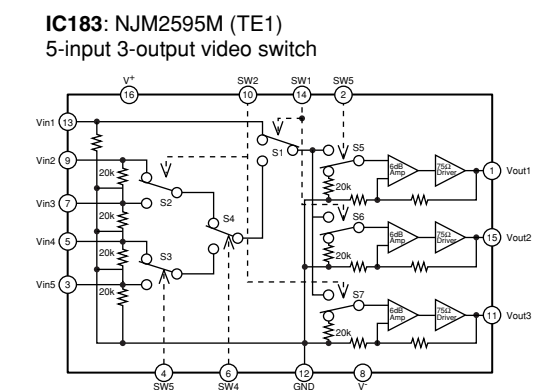 IC183: NJM2595M (TE1)
5-input 3-output video switch
V+ SW2 SW1 SW5
16 10 14 2
Vin1 13
S1
Vin2 9
S5
20k
6dB Amp
75Ω Driver
1 Vout1
20k
Vin3 7
S2
20k
S4
S6
Vin4 5
6dB Amp
75Ω Driver
15 Vout2
20k
S3
20k
Vin5 3
20k
S7
6dB Amp
75Ω Driver
11 Vout3
20k
4 6 12 8
SW5 SW4 GND V-